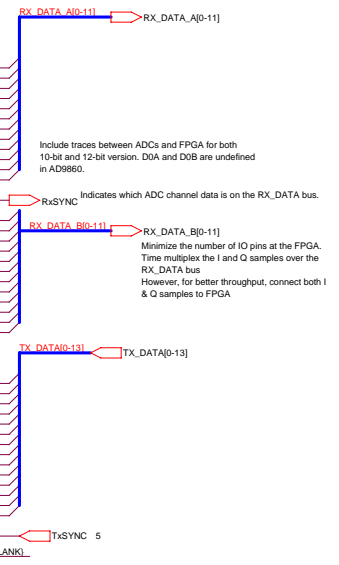 RX_DATA_A[0-11]
RX_DATA_A[0-11]
Include traces between ADCs and FPGA for both
10-bit and 12-bit version. D0A and D0B are undefined
in AD9860.
RxSYNC
Indicates which ADC channel data is on the RX_DATA bus.
RX_DATA_B[0-11]
RX_DATA_B[0-11]
Minimize the number of IO pins at the FPGA.
Time multiplex the I and Q samples over the
RX_DATA bus
However, for better throughput, connect both I
& Q samples to FPGA
TX_DATA[0-13]
TX_DATA[0-13]
TxSYNC 5
LANK)